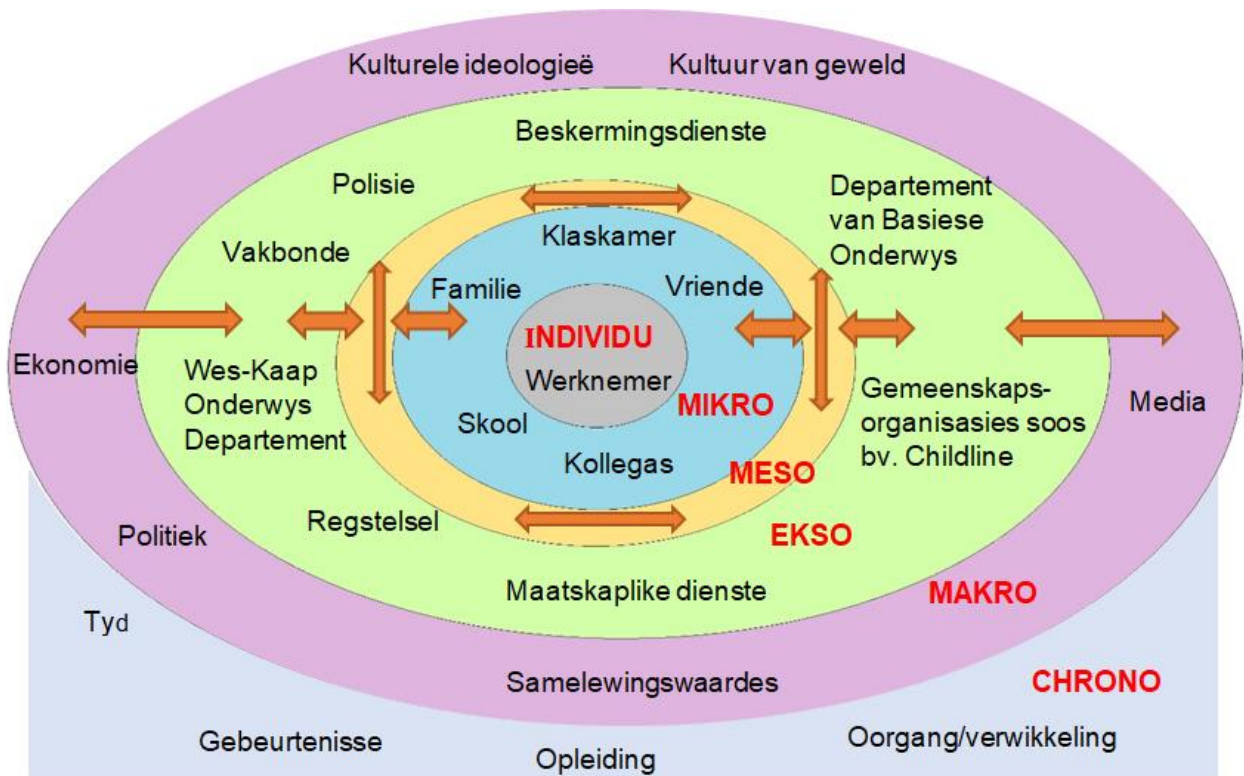 Kulturele ideologieë
Kultuur van geweld
Beskermingsdienste
Polisie
Departement
van Basiese
Onderwys
Vakbonde
Klaskamer
Familie
Vriende
INDIVIDU
Werknemer
Ekonomie
Wes-Kaap
Onderwys
Departement
MIKRO
Skool
Kollegas
Gemeenskaps-
organisasies soos
bv. Childline
Media
MESO
Regstelsel
EKSO
Politiek
Maatskaplike dienste
MAKRO
Tyd
Samelewingswaardes
CHRONO
Gebeurtenisse
Opleiding
Oorgang/verwikkeling